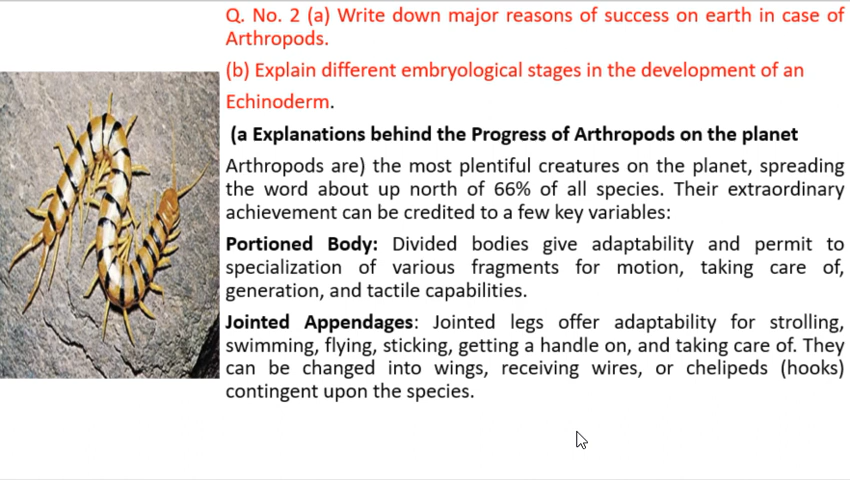 Q. No. 2 (a) Write down major reasons of success on earth in case of
Arthropods.
(b) Explain different embryological stages in the development of an
Echinoderm.
(a Explanations behind the Progress of Arthropods on the planet
Arthropods are) the most plentiful creatures on the planet, spreading
the word about up north of 66% of all species. Their extraordinary
achievement can be credited to a few key variables:
Portioned Body: Divided bodies give adaptability and permit to
specialization of various fragments for motion, taking care of,
generation, and tactile capabilities.
Jointed Appendages: Jointed legs offer adaptability for strolling,
swimming, flying, sticking, getting a handle on, and taking care of. They
can be changed into wings, receiving wires, or chelipeds (hooks)
contingent upon the species.